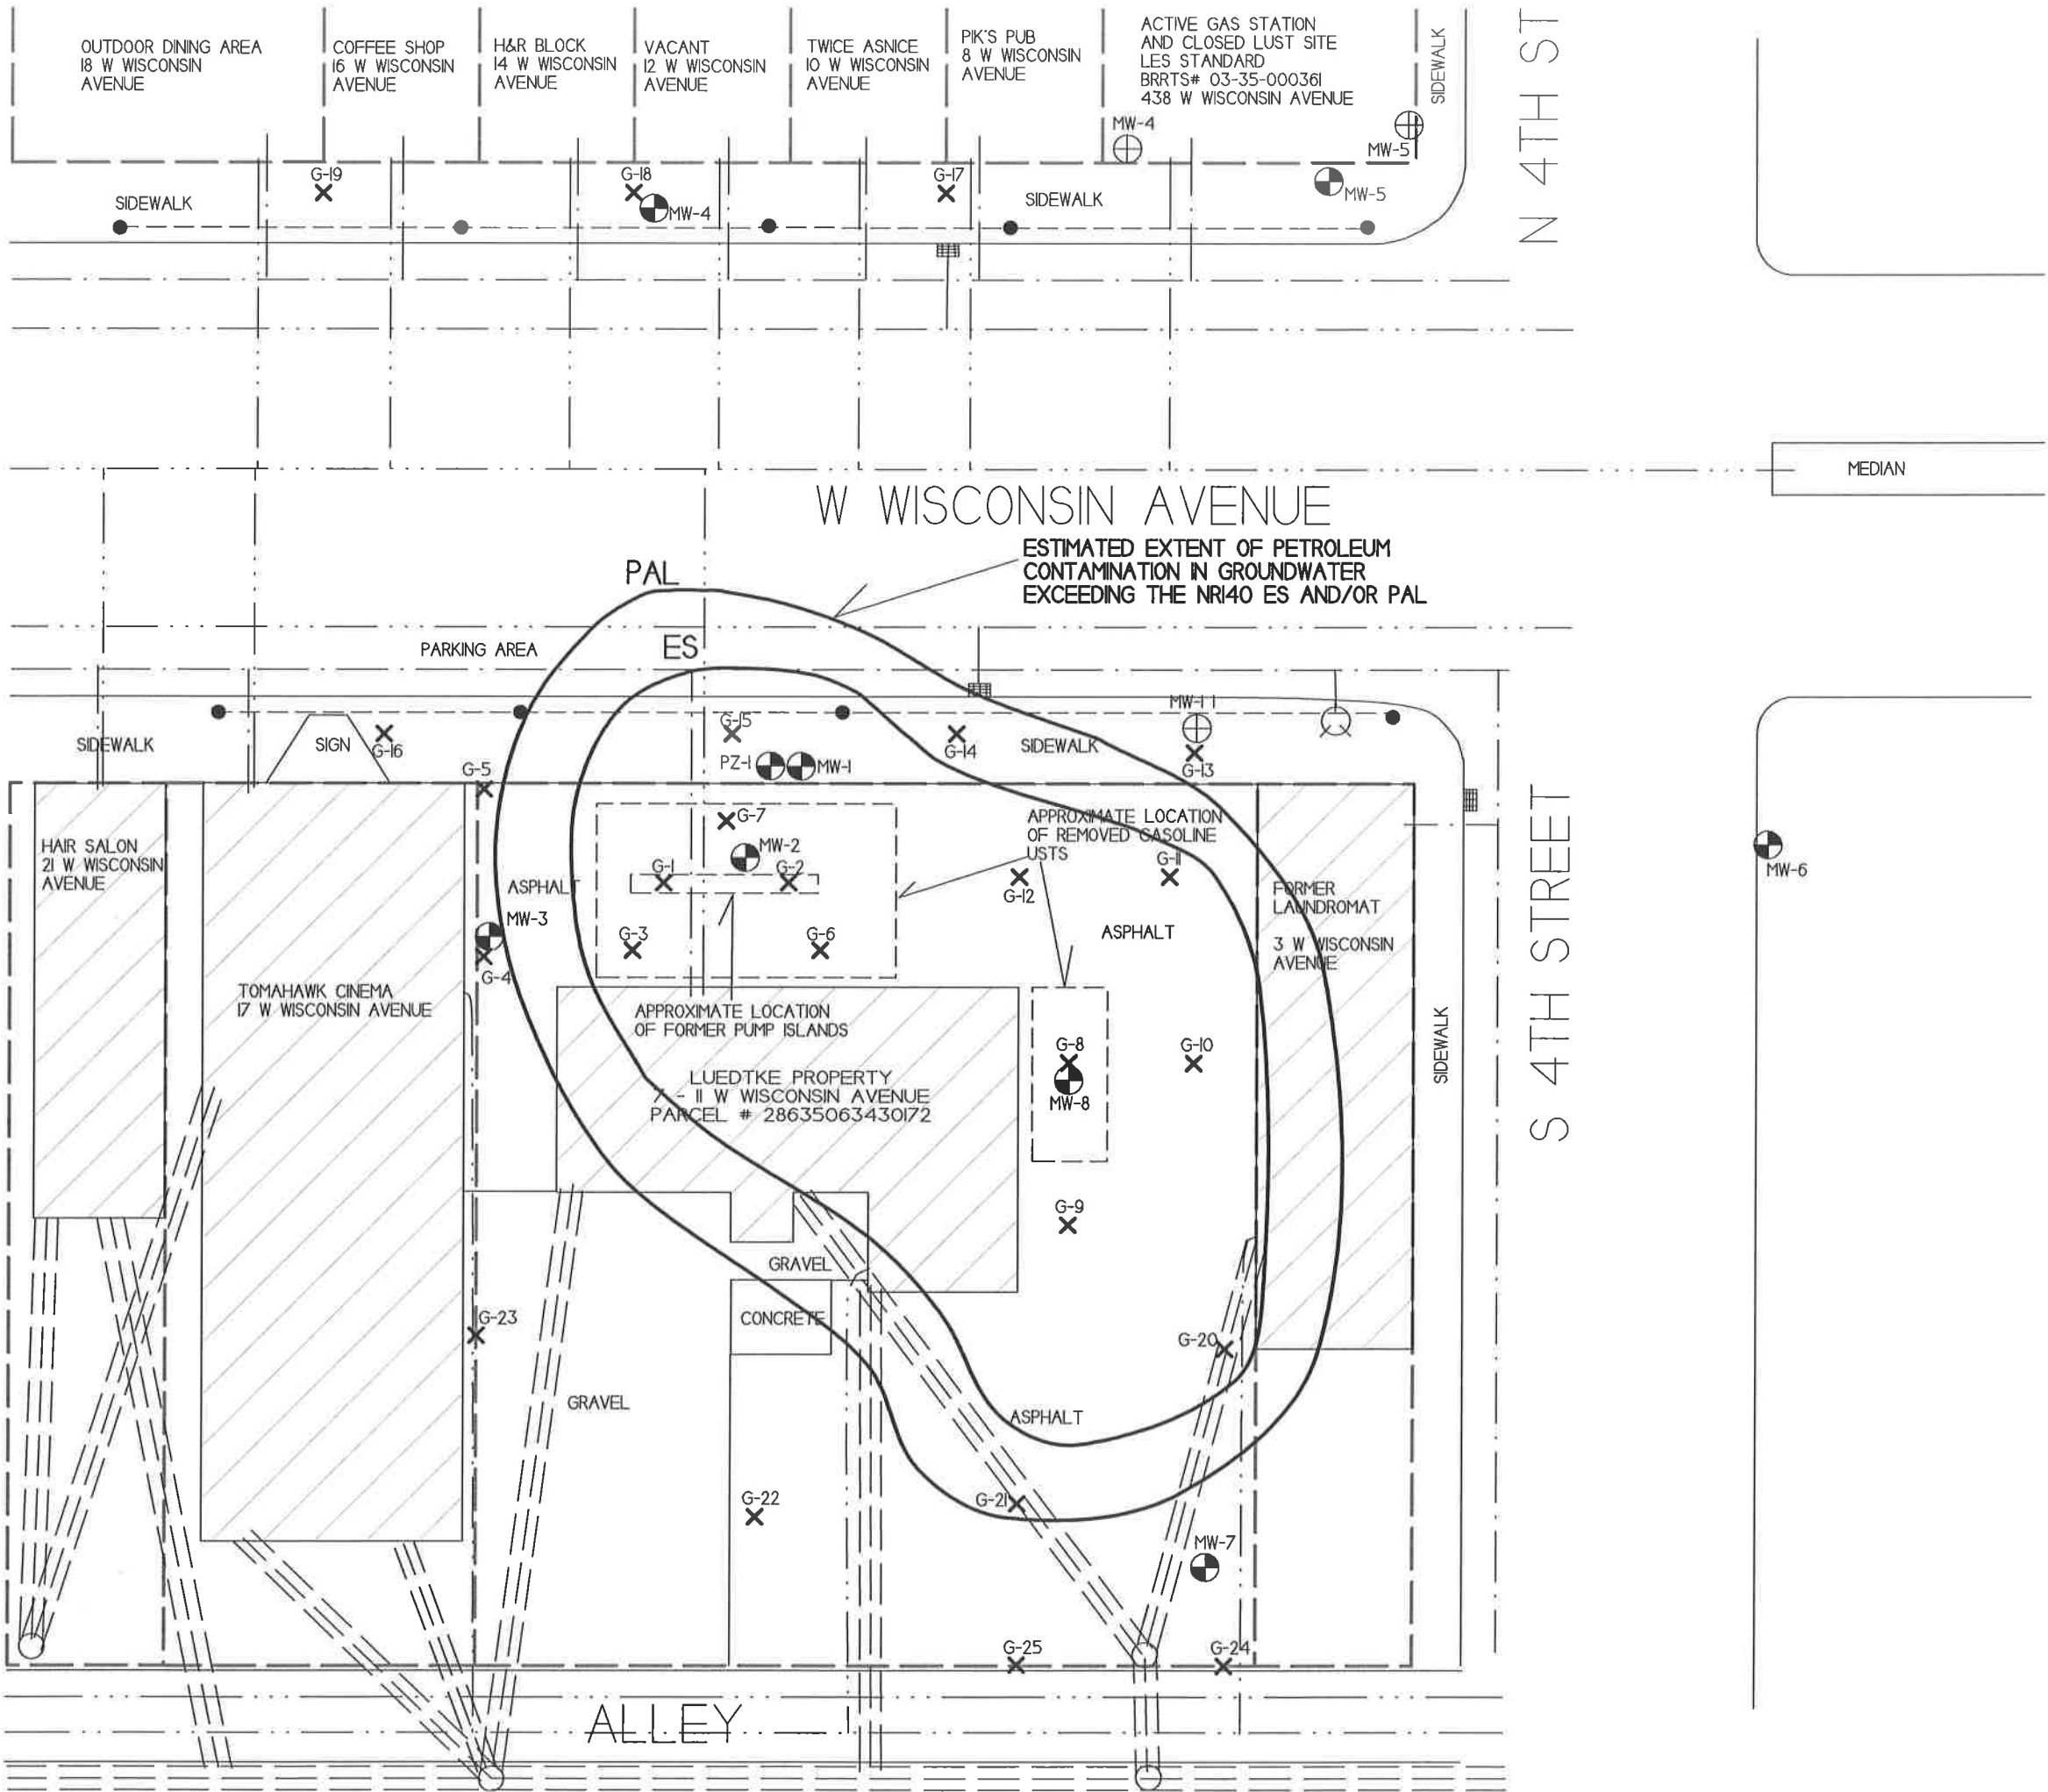 OUTDOOR DINING AREA
18 W WISCONSIN
AVENUE
COFFEE SHOP
16 W WISCONSIN
AVENUE
H&R BLOCK
14 W WISCONSIN
AVENUE
VACANT
12 W WISCONSIN
AVENUE
TWICE ASNICE
10 W WISCONSIN
AVENUE
PIK'S PUB
8 W WISCONSIN
AVENUE
ACTIVE GAS STATION
AND CLOSED LUST SITE
LES STANDARD
BRRTS# 03-35-000361
438 W WISCONSIN AVENUE
SIDEWALK
N 4TH ST
MW-4
MW-5
G-19
G-18
G-17
MW-5
SIDEWALK
MW-4
SIDEWALK
MEDIAN
W WISCONSIN AVENUE
ESTIMATED EXTENT OF PETROLEUM
CONTAMINATION IN GROUNDWATER
EXCEEDING THE NR140 ES AND/OR PAL
PAL
ES
PARKING AREA
SIDEWALK
SIGN
G-16
G-15
G-14
SIDEWALK
MW-1 1
G-13
G-5
PZ-1
MW-1
HAIR SALON
21 W WISCONSIN
AVENUE
G-7
MW-2
G-1
G-2
APPROXIMATE LOCATION
OF REMOVED GASOLINE
USTS
G-11
G-12
ASPHALT
MW-3
G-4
G-3
G-6
ASPHALT
FORMER
LAUNDROMAT
3 W WISCONSIN
AVENUE
MW-6
S 4TH STREET
TOMAHAWK CINEMA
17 W WISCONSIN AVENUE
APPROXIMATE LOCATION
OF FORMER PUMP ISLANDS
LUEDTKE PROPERTY
7 - 11 W WISCONSIN AVENUE
PARCEL # 28635063430172
G-8
MW-8
G-10
SIDEWALK
G-9
GRAVEL
CONCRETE
G-23
G-20
GRAVEL
ASPHALT
G-22
G-21
MW-7
G-25
G-24
ALLEY